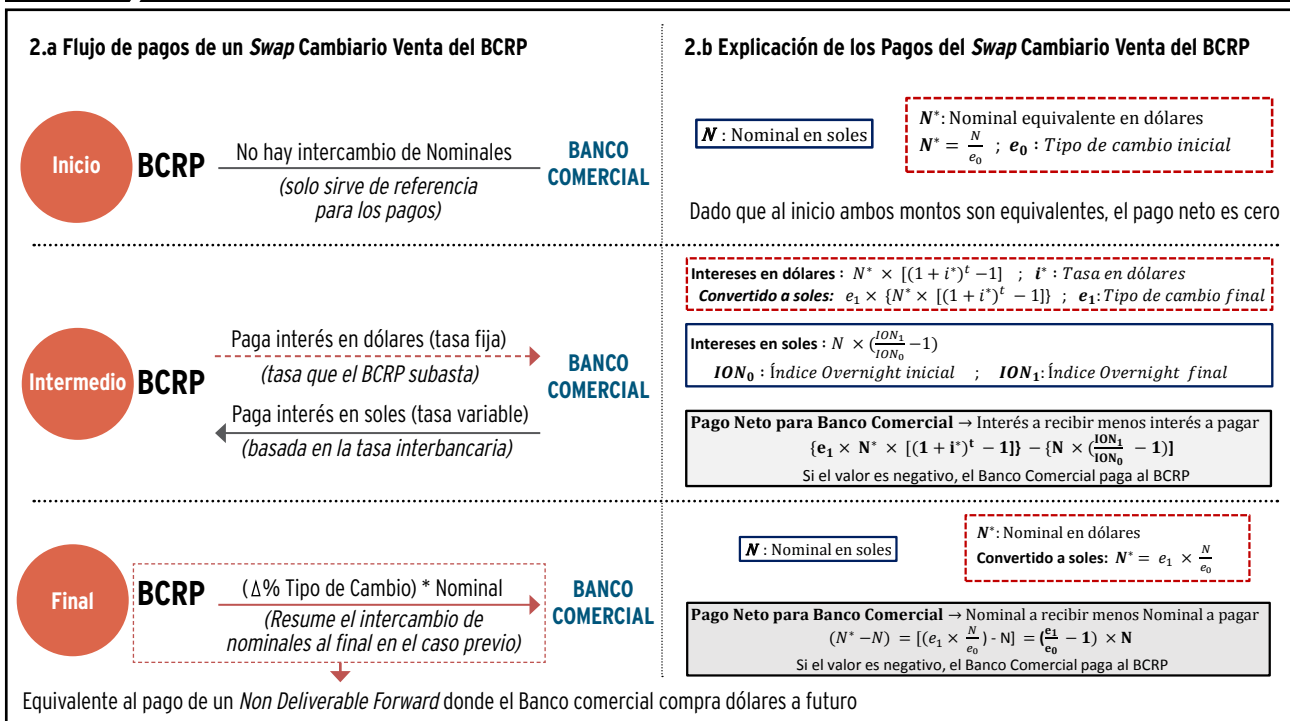 2.a Flujo de pagos de un Swap Cambiario Venta del BCRP
Inicio
BCRP
No hay intercambio de Nominales
(solo sirve de referencia
para los pagos)
BANCO
COMERCIAL
Intermedio
BCRP
Paga interés en dólares (tasa fija)
(tasa que el BCRP subasta)
Paga interés en soles (tasa variable)
(basada en la tasa interbancaria)
BANCO
COMERCIAL
Final
BCRP
(Δ% Tipo de Cambio) * Nominal
(Resume el intercambio de
nominales al final en el caso previo)
BANCO
COMERCIAL
Equivalente al pago de un Non Deliverable Forward donde el Banco comercial compra dólares a futuro
2.b Explicación de los Pagos del Swap Cambiario Venta del BCRP
N : Nominal en soles
N*: Nominal equivalente en dólares
N* = N/e₀ ; e₀ : Tipo de cambio inicial
Dado que al inicio ambos montos son equivalentes, el pago neto es cero
Intereses en dólares : N* × [(1 + i*)^t −1] ; i* : Tasa en dólares
Convertido a soles: e₁ × {N* × [(1 + i*)^t − 1]} ; e₁: Tipo de cambio final
Intereses en soles : N × (ION₁/ION₀ −1)
ION₀ : Índice Overnight inicial ; ION₁: Índice Overnight final
Pago Neto para Banco Comercial → Interés a recibir menos interés a pagar
{e₁ × N* × [(1 + i*)^t − 1]} − {N × (ION₁/ION₀ − 1)]
Si el valor es negativo, el Banco Comercial paga al BCRP
N : Nominal en soles
N*: Nominal en dólares
Convertido a soles: N* = e₁ × N/e₀
Pago Neto para Banco Comercial → Nominal a recibir menos Nominal a pagar
(N* −N) = [(e₁ × N/e₀) - N] = (e₁/e₀ − 1) × N
Si el valor es negativo, el Banco Comercial paga al BCRP